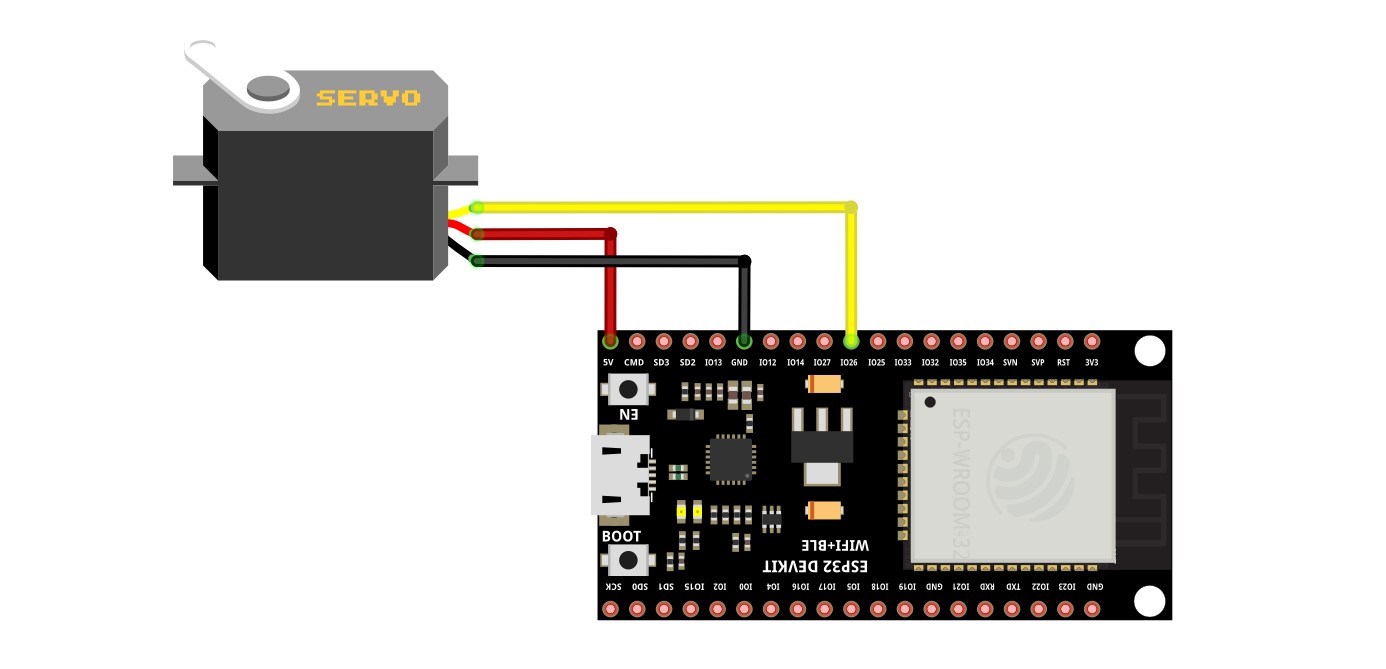 SERVO
5V CMD SD3 SD2 IO13 GND IO12 IO14 IO27 IO26 IO25 IO33 IO32 IO35 IO34 SVN SVP RST 3V3
EN
ESP-WROOM-32
BOOT
WIFI+BLE
ESP32 DEVKIT
SCK SD0 SD1 IO15 IO2 IO0 IO4 IO16 IO17 IO5 IO18 IO19 GND IO21 RXD TXD IO22 IO23 GND